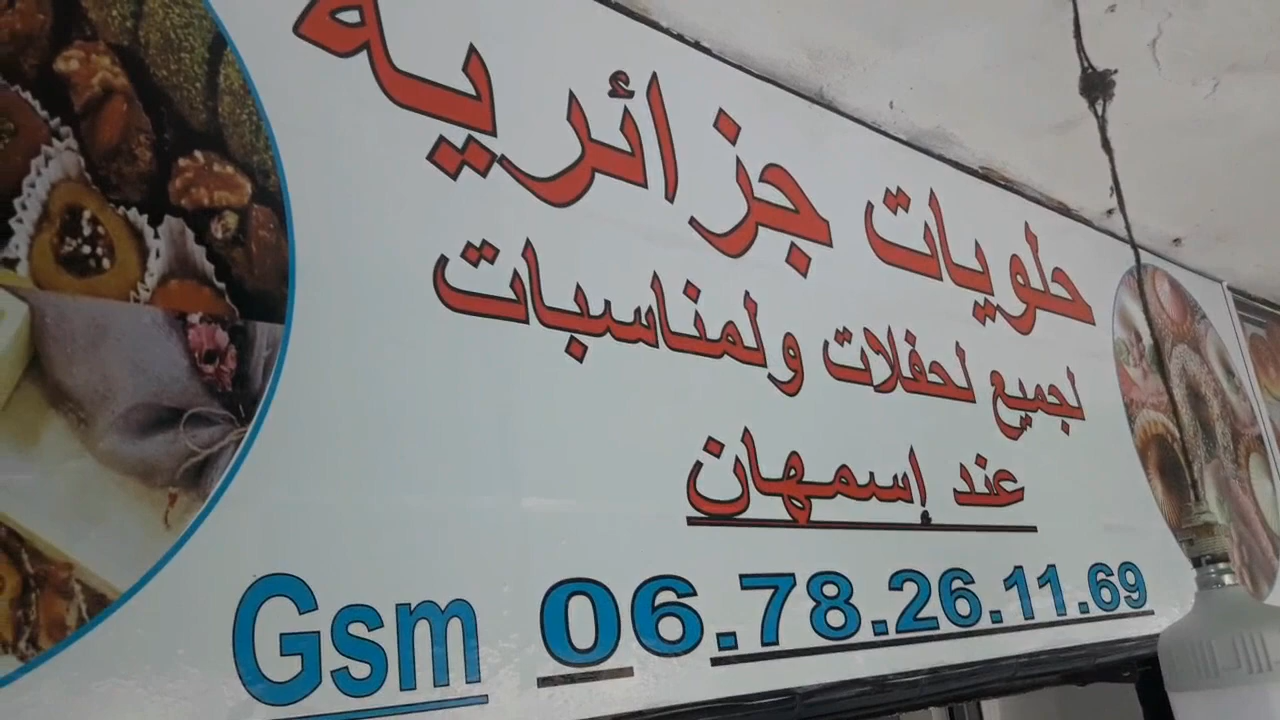 حلويات جزائرية
لجميع لحفلات ولمناسبات
عند إسمهان
Gsm 06.78.26.11.69